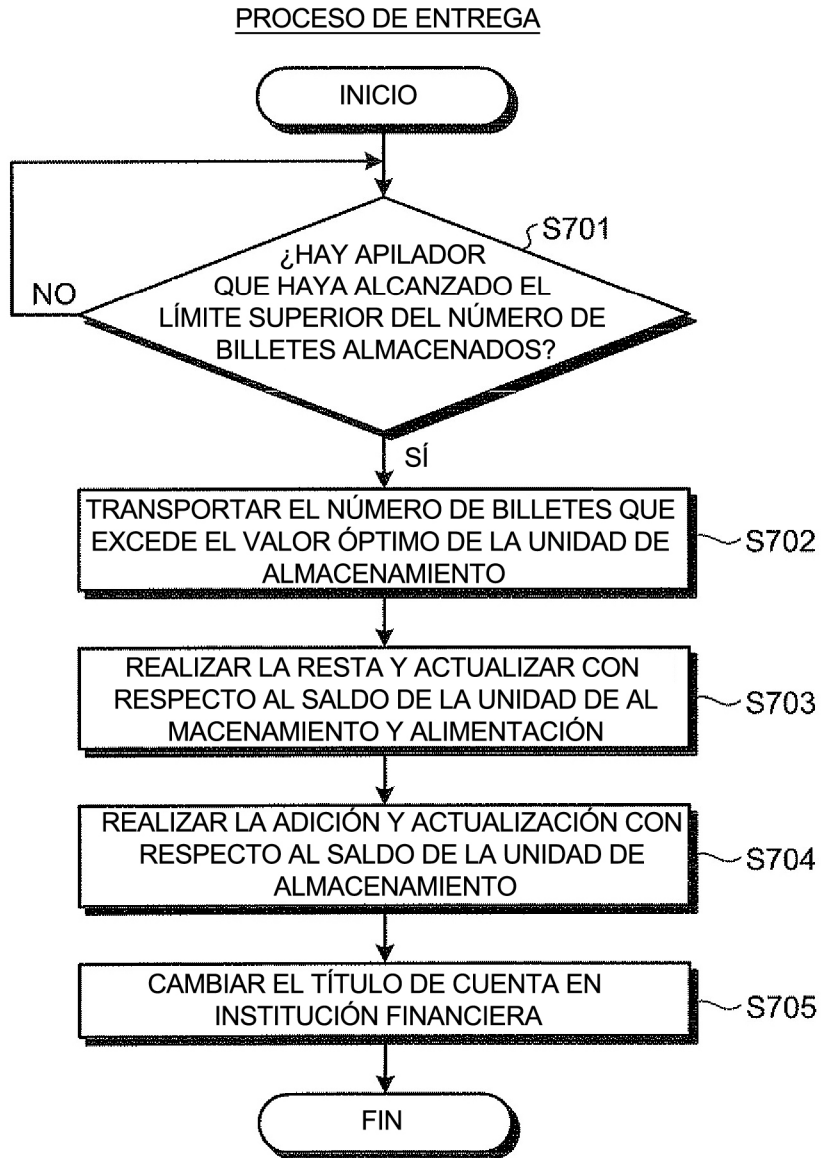 PROCESO DE ENTREGA
INICIO
S701
¿HAY APILADOR
QUE HAYA ALCANZADO EL
LÍMITE SUPERIOR DEL NÚMERO DE
BILLETES ALMACENADOS?
NO
SÍ
TRANSPORTAR EL NÚMERO DE BILLETES QUE
EXCEDE EL VALOR ÓPTIMO DE LA UNIDAD DE
ALMACENAMIENTO
S702
REALIZAR LA RESTA Y ACTUALIZAR CON
RESPECTO AL SALDO DE LA UNIDAD DE AL
MACENAMIENTO Y ALIMENTACIÓN
S703
REALIZAR LA ADICIÓN Y ACTUALIZACIÓN CON
RESPECTO AL SALDO DE LA UNIDAD DE
ALMACENAMIENTO
S704
CAMBIAR EL TÍTULO DE CUENTA EN
INSTITUCIÓN FINANCIERA
S705
FIN